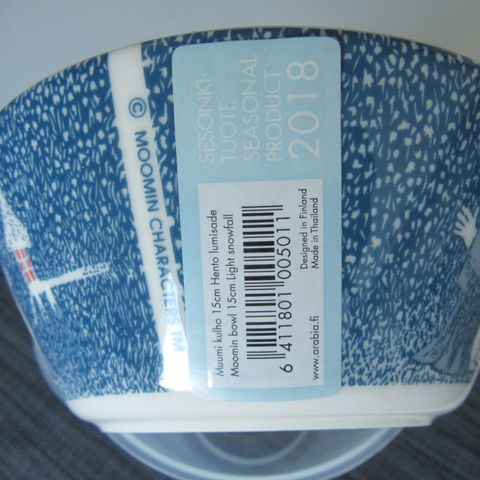 © MOOMIN CHARACTERS TM
SESONKI-
TUOTE
SEASONAL
PRODUCT
2018
Muumi kulho 15cm Hento lumisade
Moomin bowl 15cm Light snowfall
6 411801 005011
Designed in Finland
Made in Thailand
www.arabia.fi